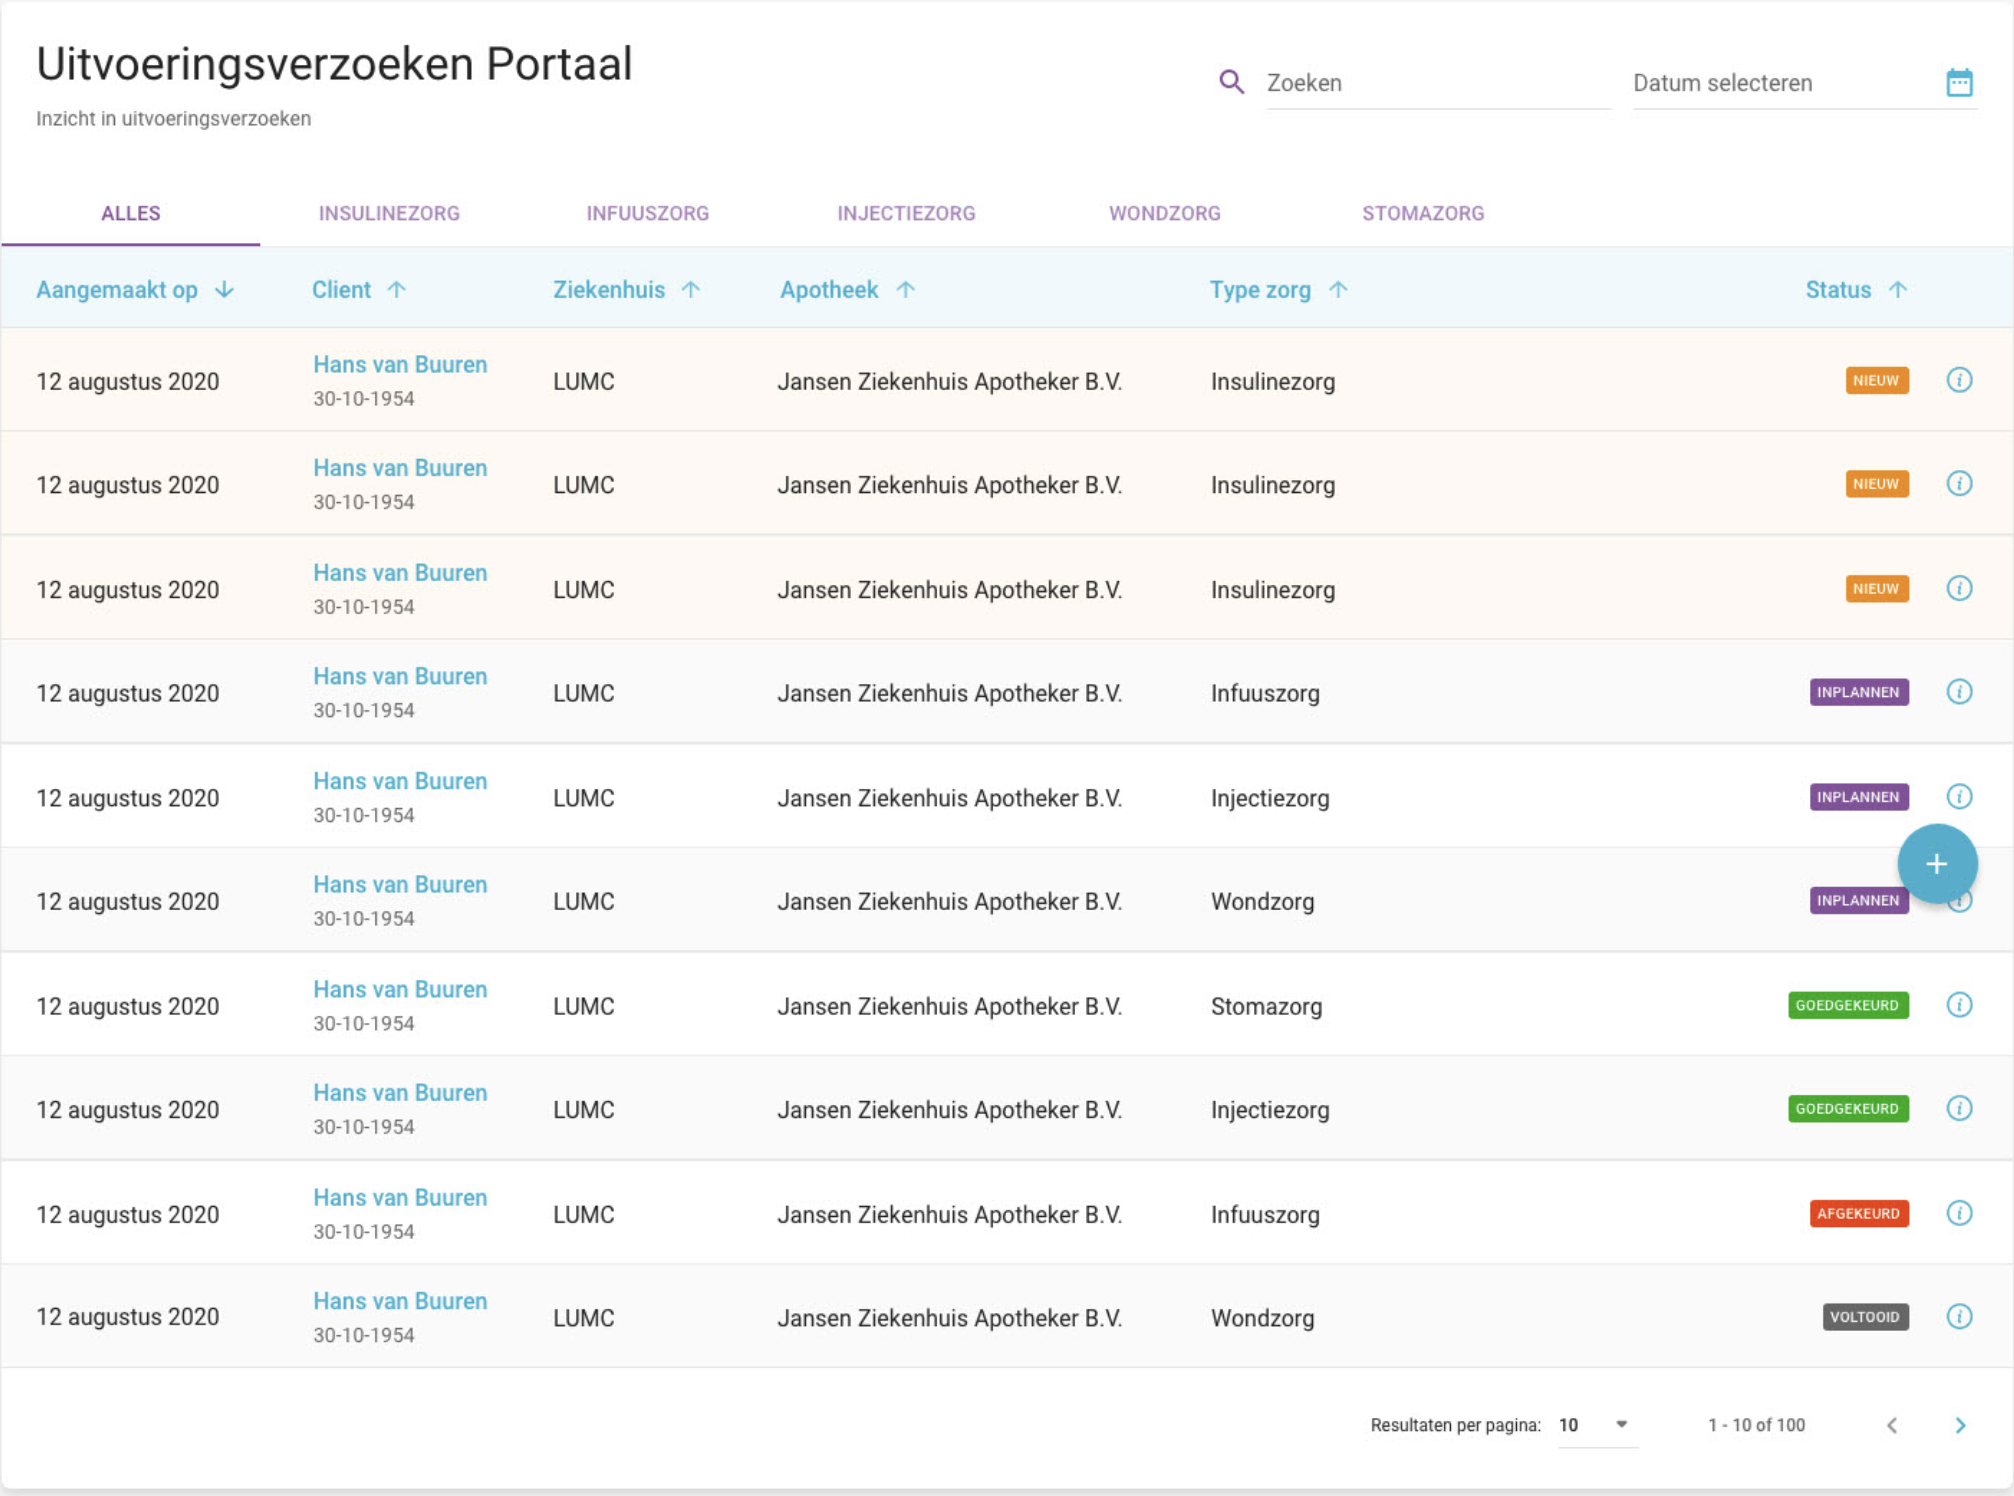 Uitvoeringsverzoeken Portaal
Inzicht in uitvoeringsverzoeken
Zoeken
Datum selecteren
ALLES INSULINEZORG INFUUSZORG INJECTIEZORG WONDZORG STOMAZORG
Aangemaakt op Client Ziekenhuis Apotheek Type zorg Status
12 augustus 2020 Hans van Buuren LUMC Jansen Ziekenhuis Apotheker B.V. Insulinezorg NIEUW
30-10-1954
12 augustus 2020 Hans van Buuren LUMC Jansen Ziekenhuis Apotheker B.V. Insulinezorg NIEUW
30-10-1954
12 augustus 2020 Hans van Buuren LUMC Jansen Ziekenhuis Apotheker B.V. Insulinezorg NIEUW
30-10-1954
12 augustus 2020 Hans van Buuren LUMC Jansen Ziekenhuis Apotheker B.V. Infuuszorg INPLANNEN
30-10-1954
12 augustus 2020 Hans van Buuren LUMC Jansen Ziekenhuis Apotheker B.V. Injectiezorg INPLANNEN
30-10-1954
12 augustus 2020 Hans van Buuren LUMC Jansen Ziekenhuis Apotheker B.V. Wondzorg INPLANNEN
30-10-1954
12 augustus 2020 Hans van Buuren LUMC Jansen Ziekenhuis Apotheker B.V. Stomazorg GOEDGEKEURD
30-10-1954
12 augustus 2020 Hans van Buuren LUMC Jansen Ziekenhuis Apotheker B.V. Injectiezorg GOEDGEKEURD
30-10-1954
12 augustus 2020 Hans van Buuren LUMC Jansen Ziekenhuis Apotheker B.V. Infuuszorg AFGEKEURD
30-10-1954
12 augustus 2020 Hans van Buuren LUMC Jansen Ziekenhuis Apotheker B.V. Wondzorg VOLTOOID
30-10-1954
Resultaten per pagina: 10 1 - 10 of 100